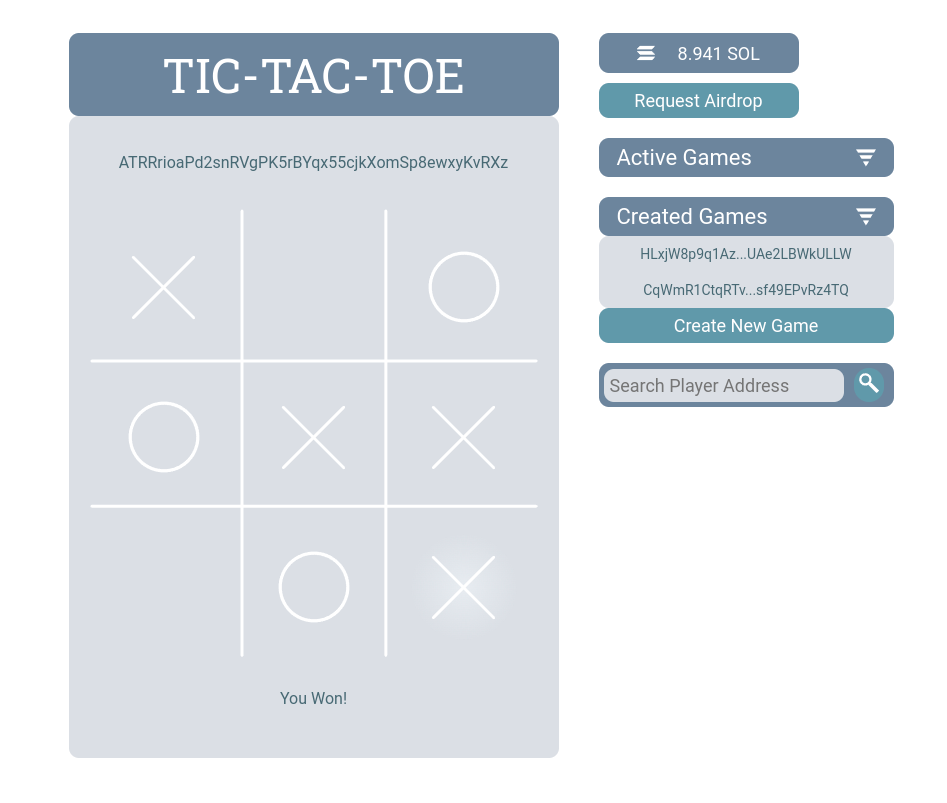 TIC-TAC-TOE
ATRRrioaPd2snRVgPK5rBYqx55cjkXomSp8ewxyKvRXz
You Won!
8.941 SOL
Request Airdrop
Active Games
Created Games
HLxjW8p9q1Az...UAe2LBWkULLW
CqWmR1CtqRTv...sf49EPvRz4TQ
Create New Game
Search Player Address